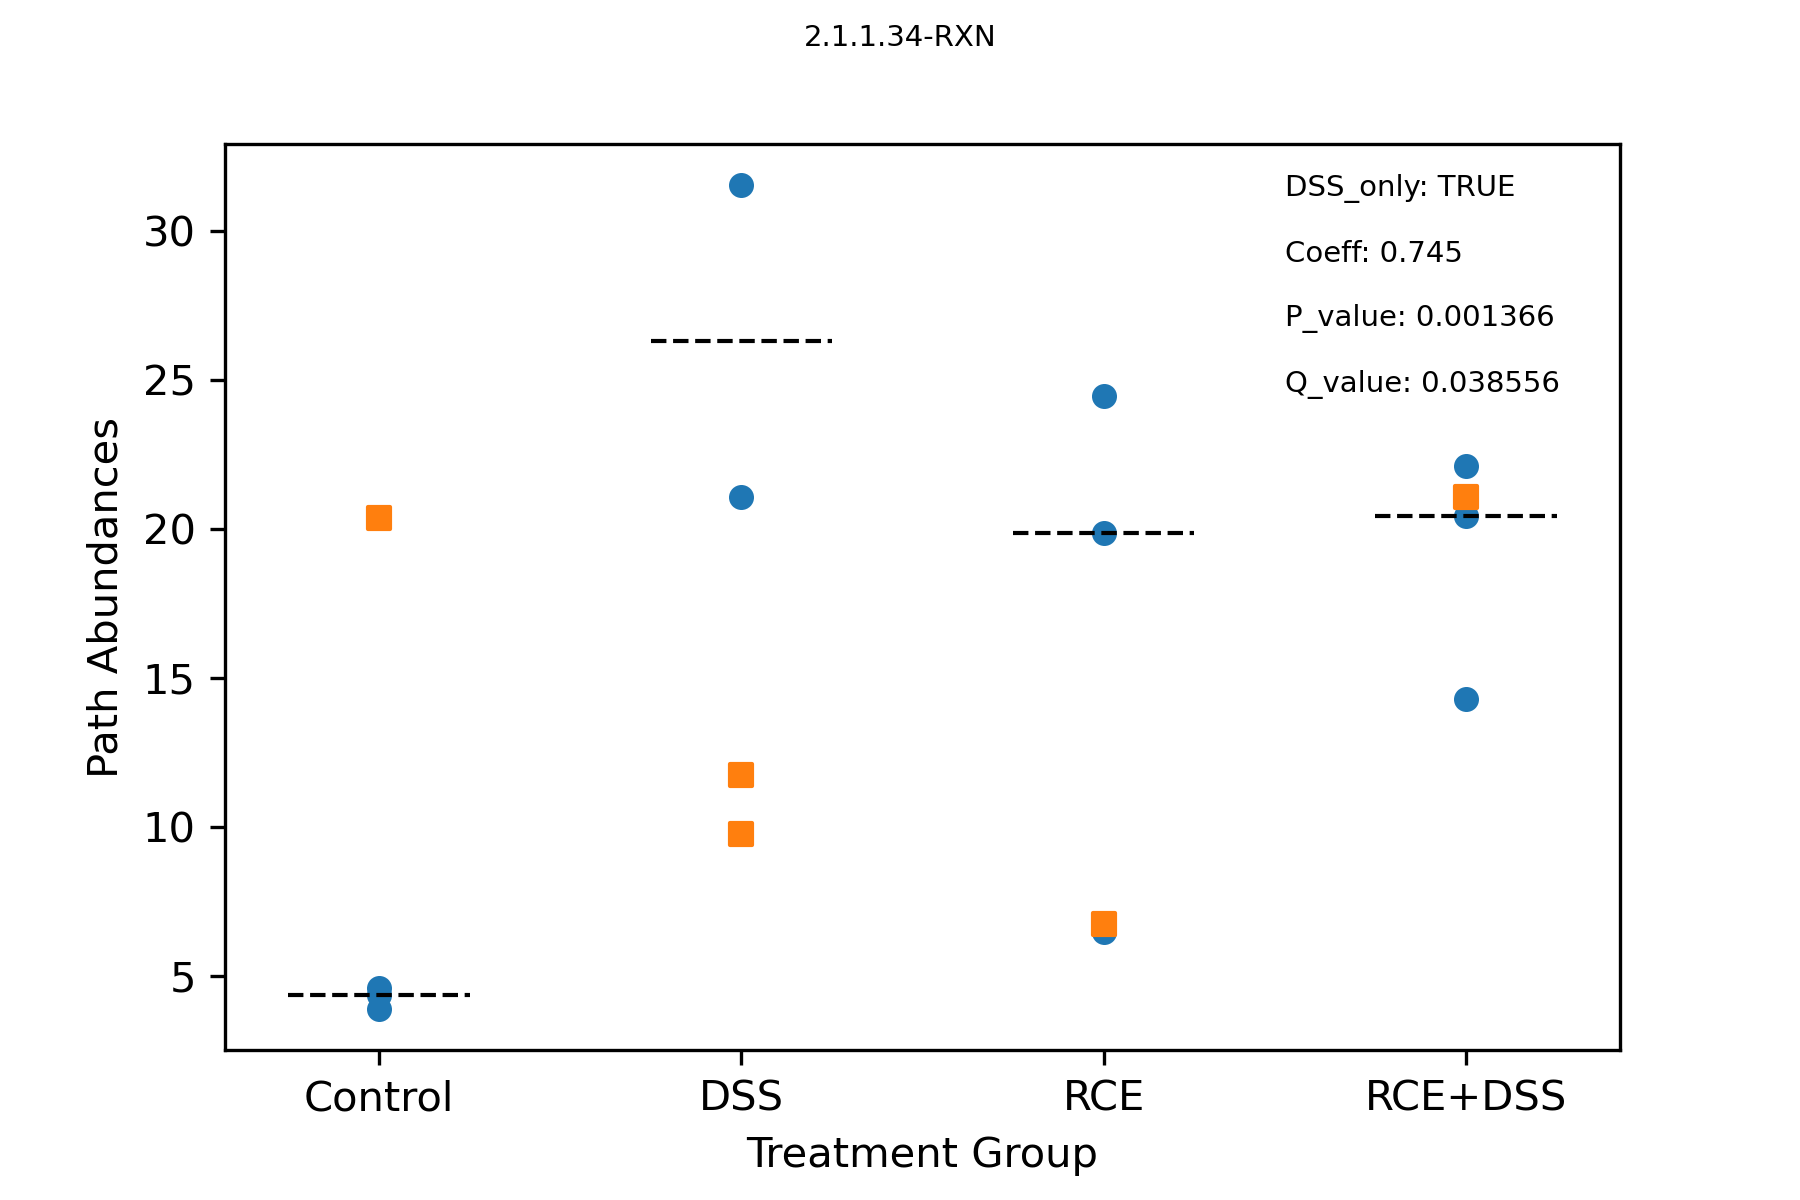 2.1.1.34-RXN
DSS_only: TRUE
Coeff: 0.745
P_value: 0.001366
Q_value: 0.038556
Path Abundances
30
25
20
15
10
5
Control DSS RCE RCE+DSS
Treatment Group